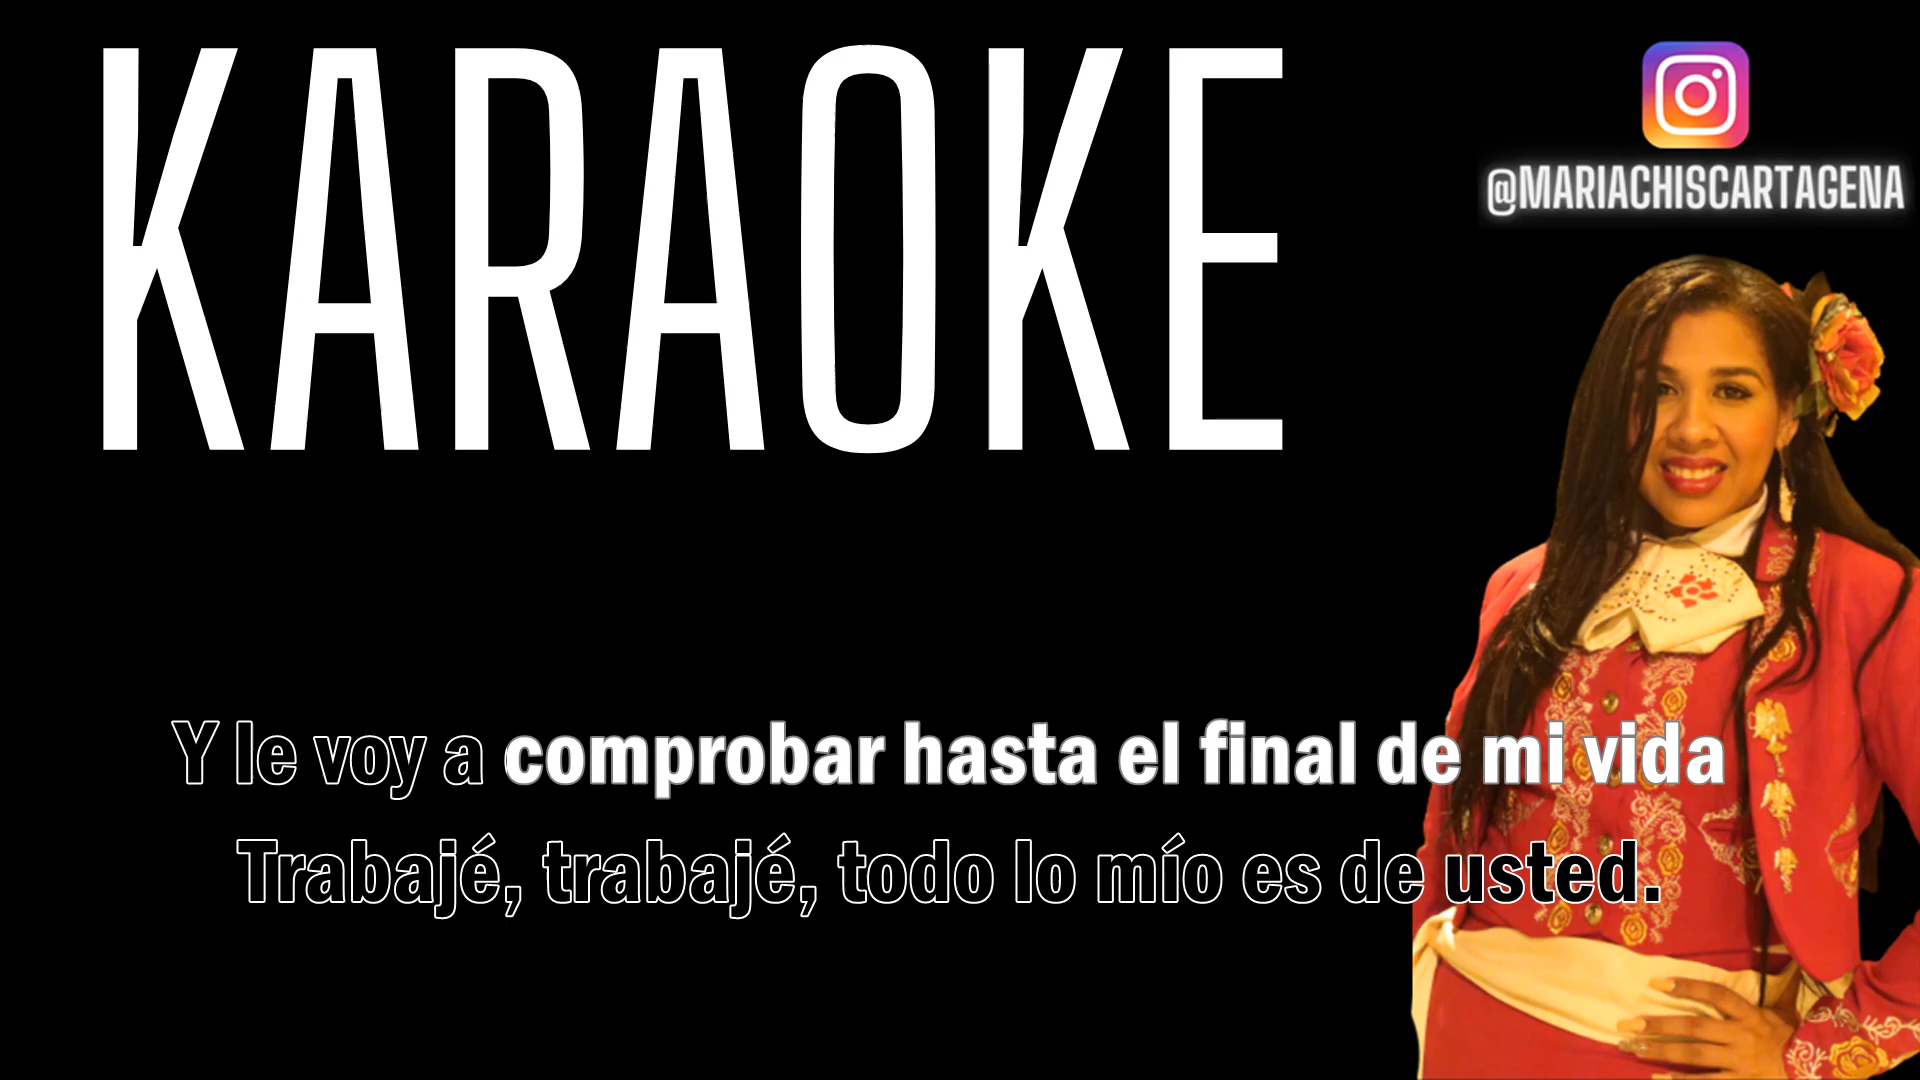 KARAOKE
@MARIACHISCARTAGENA
Y le voy a comprobar hasta el final de mi vida
Trabajé, trabajé, todo lo mío es de usted.